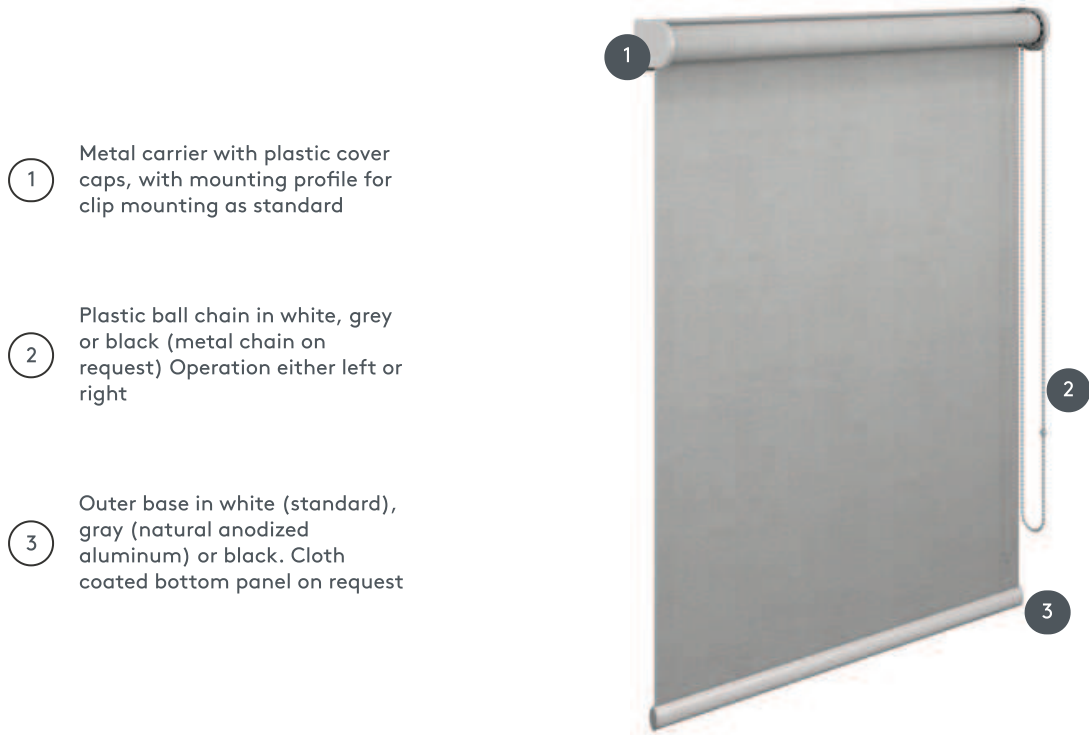 1
Metal carrier with plastic cover
caps, with mounting profile for
clip mounting as standard
2
Plastic ball chain in white, grey
or black (metal chain on
request) Operation either left or
right
3
Outer base in white (standard),
gray (natural anodized
aluminum) or black. Cloth
coated bottom panel on request
1
2
3